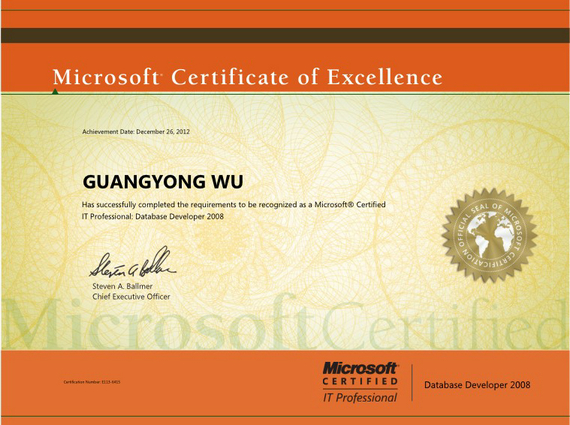 Microsoft Certificate of Excellence
Achievement Date: December 26, 2012
GUANGYONG WU
Has successfully completed the requirements to be recognized as a Microsoft® Certified
IT Professional: Database Developer 2008
OFFICIAL SEAL OF MICROSOFT CERTIFICATION
Steven A. Ballmer
Steven A. Ballmer
Chief Executive Officer
MicrosoftCertified
Certification Number:
Microsoft
CERTIFIED
IT Professional
Database Developer 2008